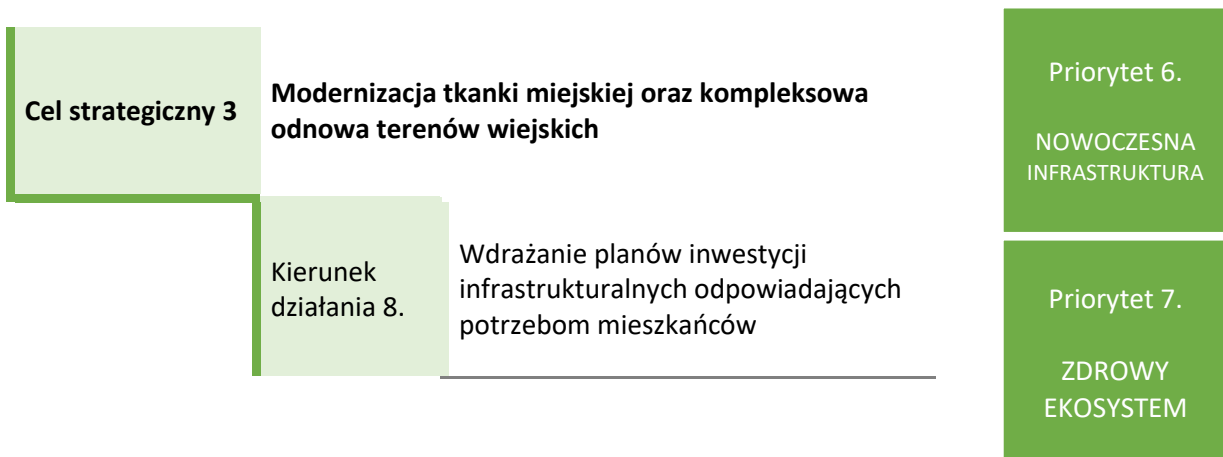 Cel strategiczny 3
Modernizacja tkanki miejskiej oraz kompleksowa
odnowa terenów wiejskich
Kierunek
działania 8.
Wdrażanie planów inwestycji
infrastrukturalnych odpowiadających
potrzebom mieszkańców
Priorytet 6.
NOWOCZESNA
INFRASTRUKTURA
Priorytet 7.
ZDROWY
EKOSYSTEM